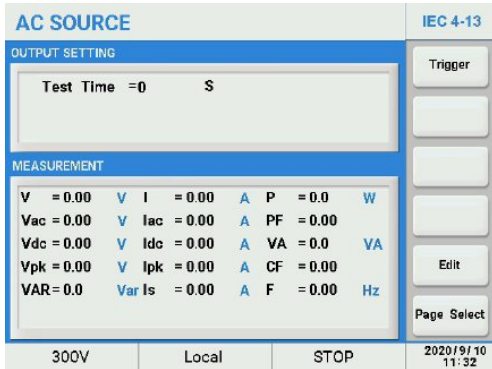 AC SOURCE
IEC 4-13
OUTPUT SETTING
Test Time =0 S
Trigger
MEASUREMENT
V = 0.00 V I = 0.00 A P = 0.0 W
Vac = 0.00 V Iac = 0.00 A PF = 0.00
Vdc = 0.00 V Idc = 0.00 A VA = 0.0 VA
Vpk = 0.00 V Ipk = 0.00 A CF = 0.00
VAR= 0.0 Var Is = 0.00 A F = 0.00 Hz
Edit
Page Select
300V Local STOP
2020/9/10
11:32